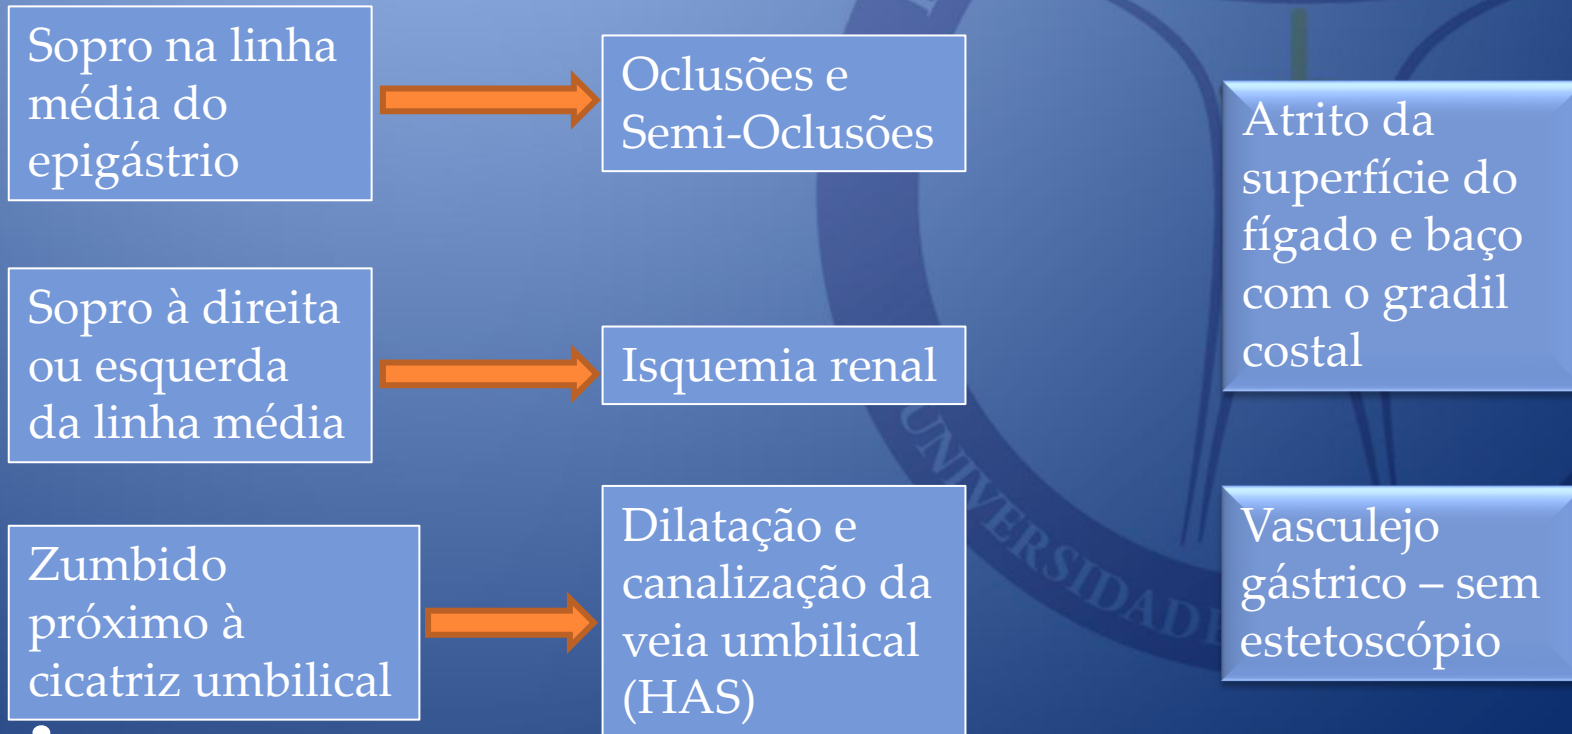 Sopro na linha
média do
epigástrio
Oclusões e
Semi-Oclusões
Atrito da
superfície do
fígado e baço
com o gradil
costal
Sopro à direita
ou esquerda
da linha média
Isquemia renal
Zumbido
próximo à
cicatriz umbilical
Dilatação e
canalização da
veia umbilical
(HAS)
Vasculejo
gástrico – sem
estetoscópio
UNIVERSIDADE